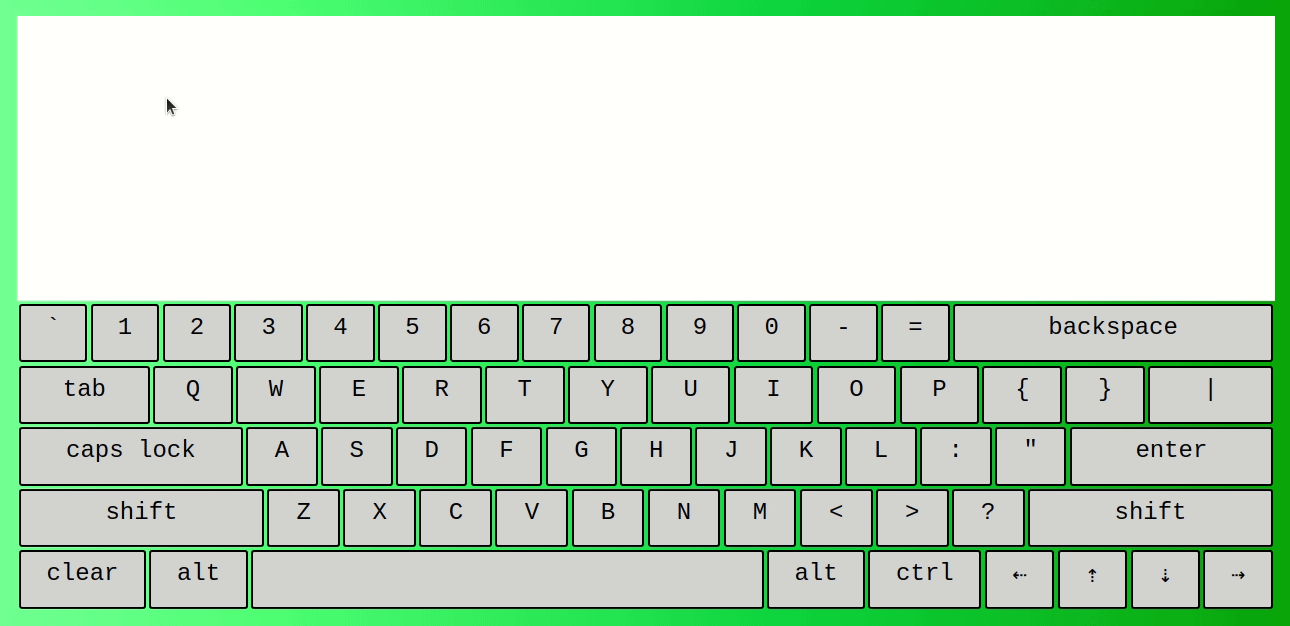 ` 1 2 3 4 5 6 7 8 9 0 - = backspace
tab Q W E R T Y U I O P { } |
caps lock A S D F G H J K L : " enter
shift Z X C V B N M < > ? shift
clear alt alt ctrl ⇠ ⇡ ⇣ ⇢